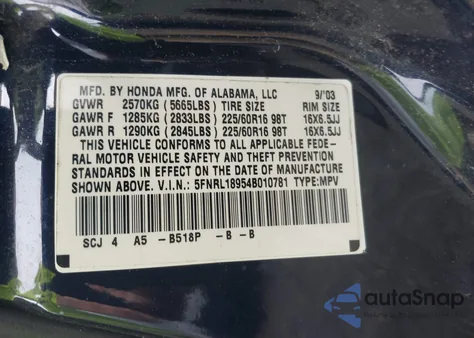 MFD. BY HONDA MFG. OF ALABAMA, LLC 9/'03
GVWR 2570KG (5665LBS) TIRE SIZE RIM SIZE
GAWR F 1285KG (2833LBS) 225/60R16 98T 16X6.5JJ
GAWR R 1290KG (2845LBS) 225/60R16 98T 16X6.5JJ
THIS VEHICLE CONFORMS TO ALL APPLICABLE FEDE-
RAL MOTOR VEHICLE SAFETY AND THEFT PREVENTION
STANDARDS IN EFFECT ON THE DATE OF MANUFACTURE
SHOWN ABOVE. V.I.N.: 5FNRL18954B010781 TYPE:MPV
SCJ 4 A5 -B518P -B -B
autoSnap